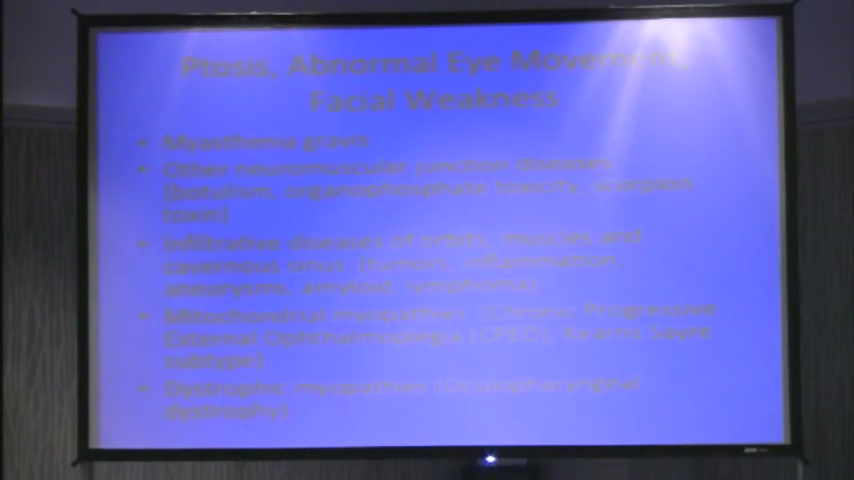 Ptosis, Abnormal Eye Movement,
Facial Weakness
• Myasthenia gravis
• Other neuromuscular junction diseases
(botulism, organophosphate toxicity, scorpion
toxin)
• Infiltrative diseases of orbits, muscles and
cavernous sinus (tumors, inflammation,
aneurysms, amyloid, lymphoma)
• Mitochondrial myopathies (Chronic Progressive
External Ophthalmoplegia (CPEO), Kearns Sayre
subtype)
• Dystrophic myopathies (Oculopharyngeal
dystrophy)